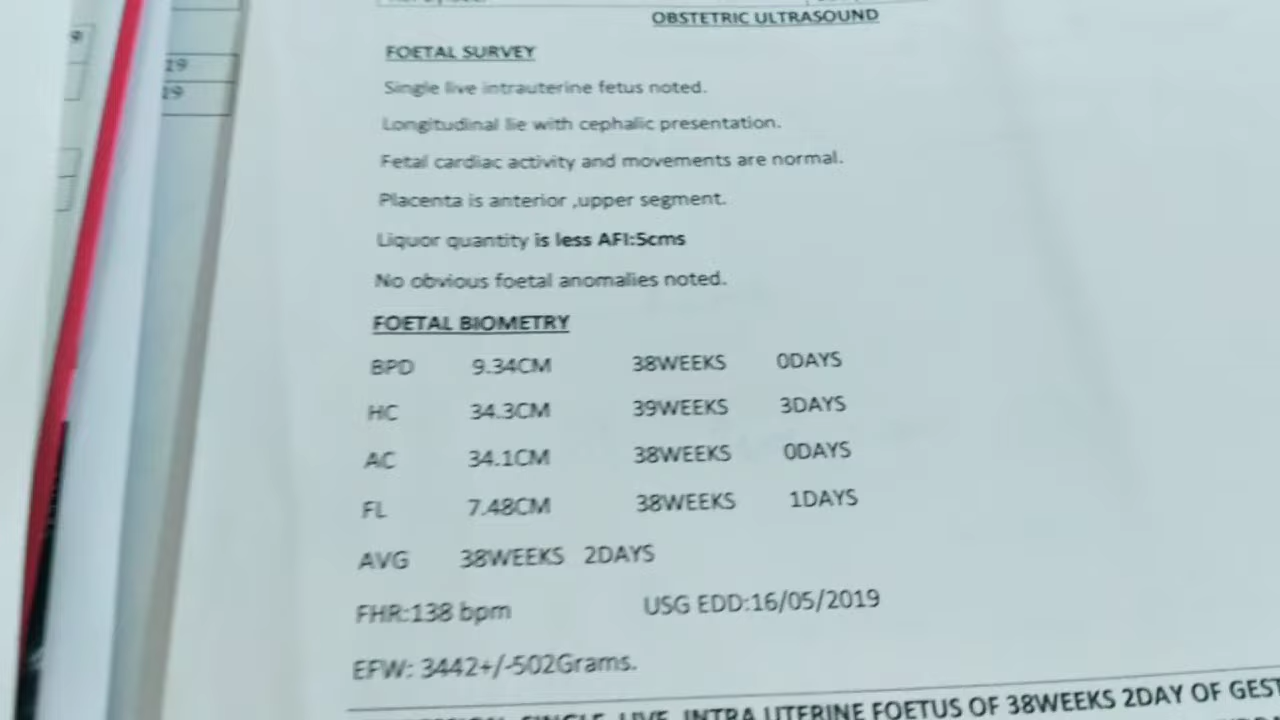 OBSTETRIC ULTRASOUND
FOETAL SURVEY
Single live intrauterine fetus noted.
Longitudinal lie with cephalic presentation.
Fetal cardiac activity and movements are normal.
Placenta is anterior ,upper segment.
Liquor quantity is less AFI:5cms
No obvious foetal anomalies noted.
FOETAL BIOMETRY
BPD 9.34CM 38WEEKS 0DAYS
HC 34.3CM 39WEEKS 3DAYS
AC 34.1CM 38WEEKS 0DAYS
FL 7.48CM 38WEEKS 1DAYS
AVG 38WEEKS 2DAYS
FHR:138 bpm USG EDD:16/05/2019
EFW: 3442+/-502Grams.
SINGLE LIVE INTRA UTERINE FOETUS OF 38WEEKS 2DAY OF GEST
19
19